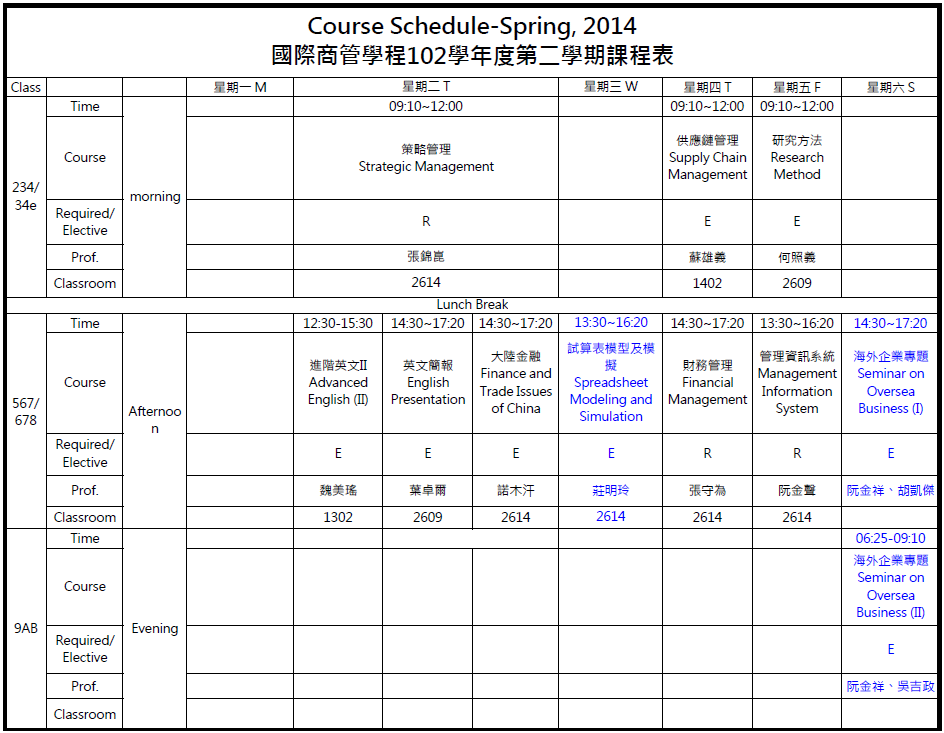 Course Schedule-Spring, 2014
國際商管學程102學年度第二學期課程表
Class 星期一 M 星期二 T 星期三 W 星期四 T 星期五 F 星期六 S
234/
34e
morning
Time 09:10~12:00 09:10~12:00 09:10~12:00
Course
策略管理
Strategic Management
供應鏈管理
Supply Chain
Management
研究方法
Research
Method
Required/
Elective
R E E
Prof. 張錦崑 蘇雄義 何照義
Classroom 2614 1402 2609
Lunch Break
567/
678
Afternoo
n
Time 12:30-15:30 14:30~17:20 14:30~17:20 13:30~16:20 14:30~17:20 13:30~16:20 14:30~17:20
Course
進階英文II
Advanced
English (II)
英文簡報
English
Presentation
大陸金融
Finance and
Trade Issues
of China
試算表模型及模
擬
Spreadsheet
Modeling and
Simulation
財務管理
Financial
Management
管理資訊系統
Management
Information
System
海外企業專題
Seminar on
Oversea
Business (I)
Required/
Elective
E E E E R R E
Prof. 魏美瑤 葉卓爾 諾木汗 莊明玲 張守為 阮金聲 阮金祥、胡凱傑
Classroom 1302 2609 2614 2614 2614 2614
9AB
Evening
Time 06:25-09:10
Course
海外企業專題
Seminar on
Oversea
Business (II)
Required/
Elective
E
Prof. 阮金祥、吳吉政
Classroom